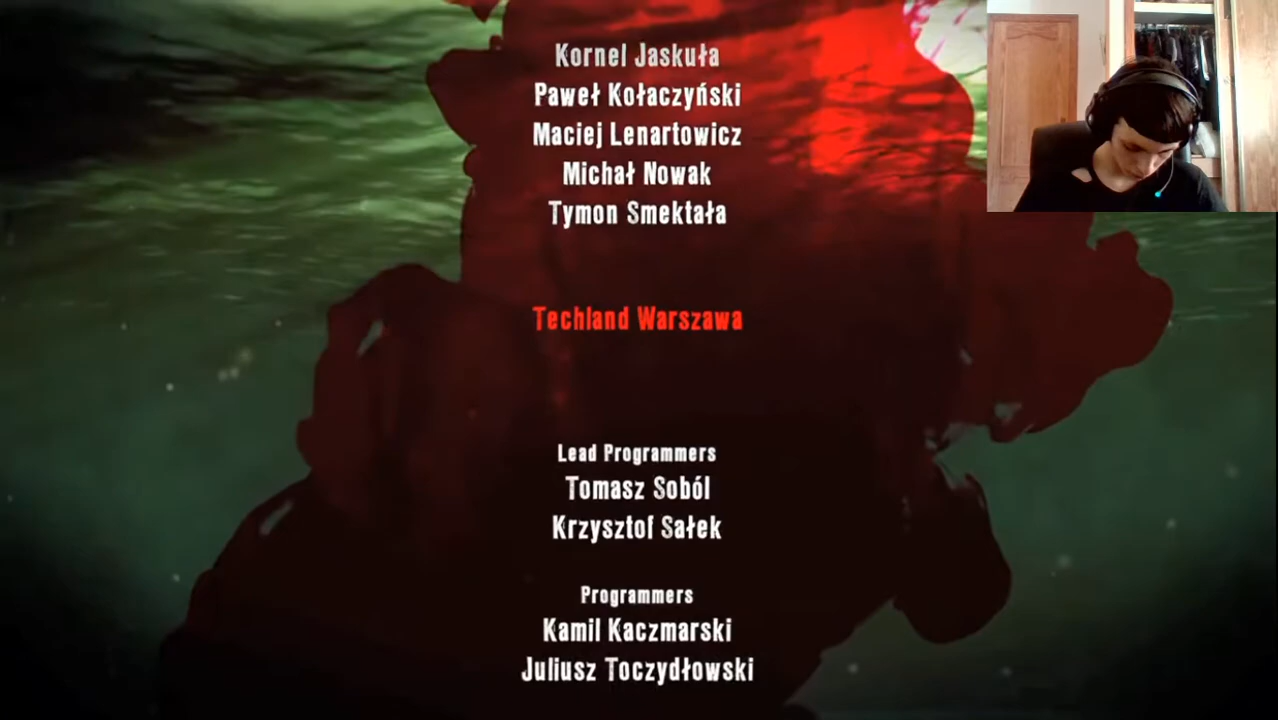 Kornel Jaskuła
Paweł Kołaczyński
Maciej Lenartowicz
Michał Nowak
Tymon Smektała
Techland Warszawa
Lead Programmers
Tomasz Soból
Krzysztof Sałek
Programmers
Kamil Kaczmarski
Juliusz Toczydłowski